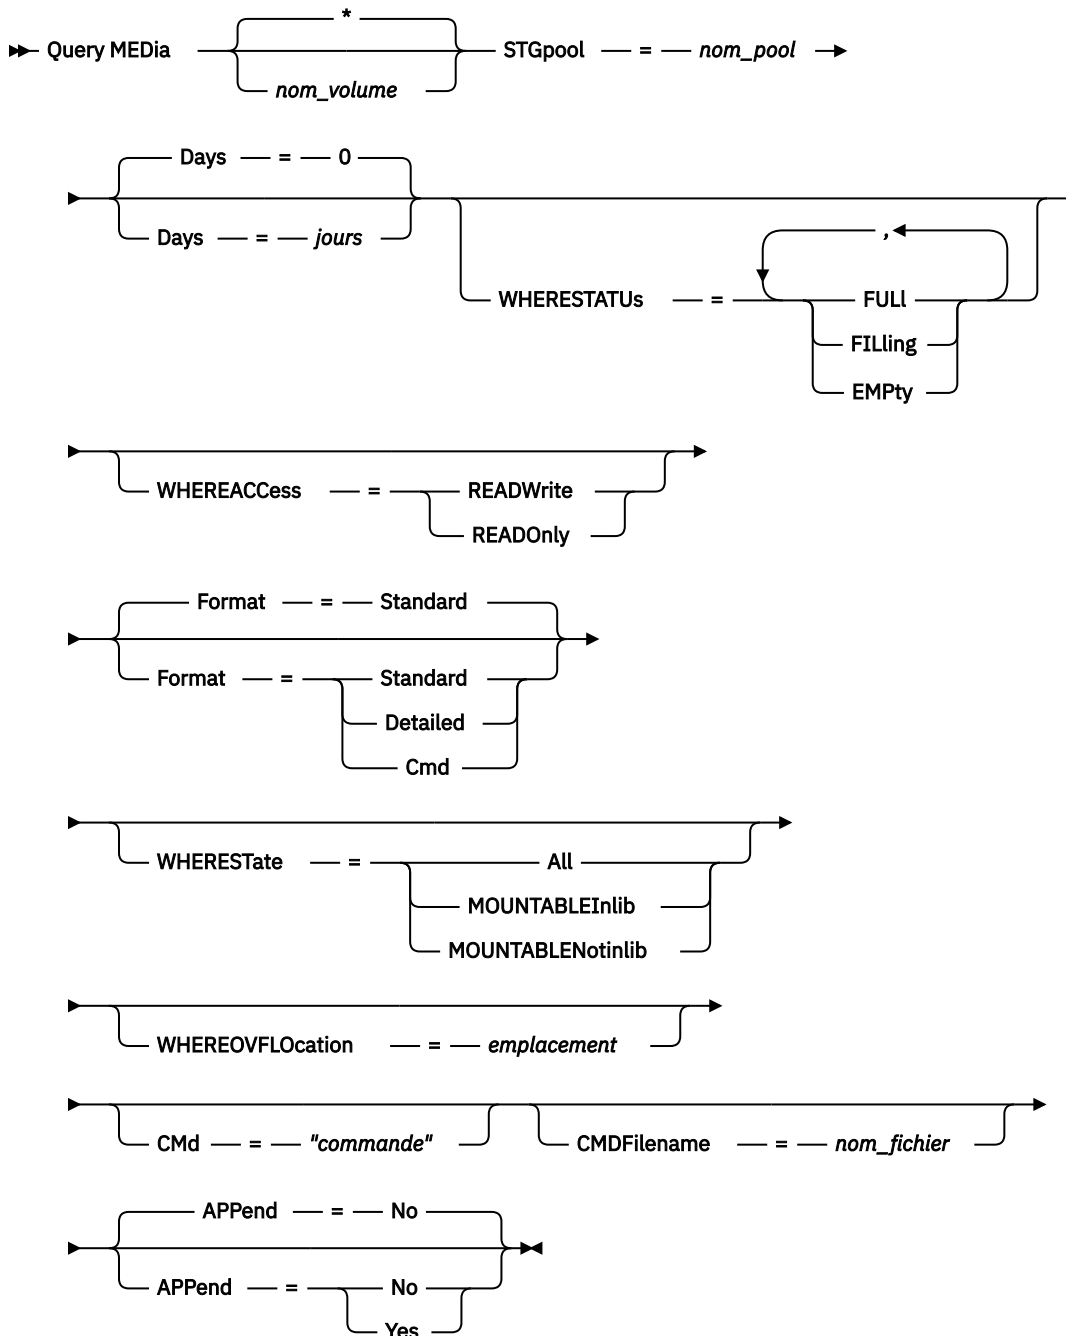 *
Query MEDia STGpool = nom_pool
nom_volume
Days = 0
Days = jours
,
WHERESTATUs = FULl
FILling
EMPty
WHEREACCess = READWrite
READOnly
Format = Standard
Format = Standard
Detailed
Cmd
WHERESTate = All
MOUNTABLEInlib
MOUNTABLENotinlib
WHEREOVFLOcation = emplacement
CMd = "commande" CMDFilename = nom_fichier
APPend = No
APPend = No
Yes